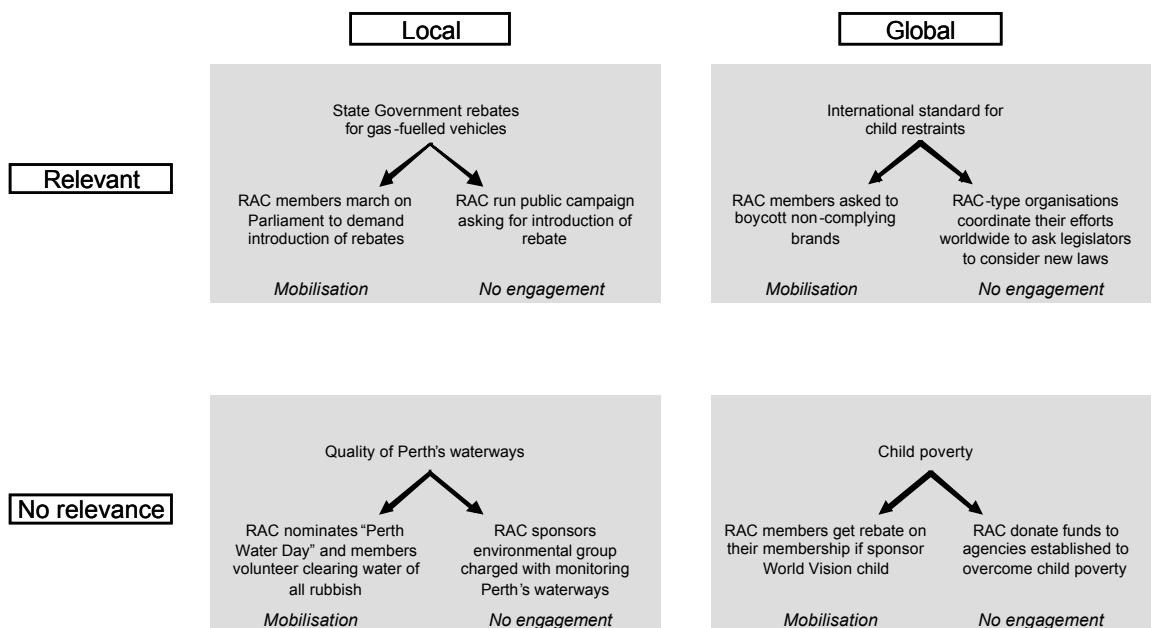 Local
Global
Relevant
State Government rebates
for gas-fuelled vehicles
RAC members march on
Parliament to demand
introduction of rebates
Mobilisation
RAC run public campaign
asking for introduction of
rebate
No engagement
International standard for
child restraints
RAC members asked to
boycott non-complying
brands
Mobilisation
RAC-type organisations
coordinate their efforts
worldwide to ask legislators
to consider new laws
No engagement
No relevance
Quality of Perth's waterways
RAC nominates “Perth
Water Day” and members
volunteer clearing water of
all rubbish
Mobilisation
RAC sponsors
environmental group
charged with monitoring
Perth's waterways
No engagement
Child poverty
RAC members get rebate on
their membership if sponsor
World Vision child
Mobilisation
RAC donate funds to
agencies established to
overcome child poverty
No engagement